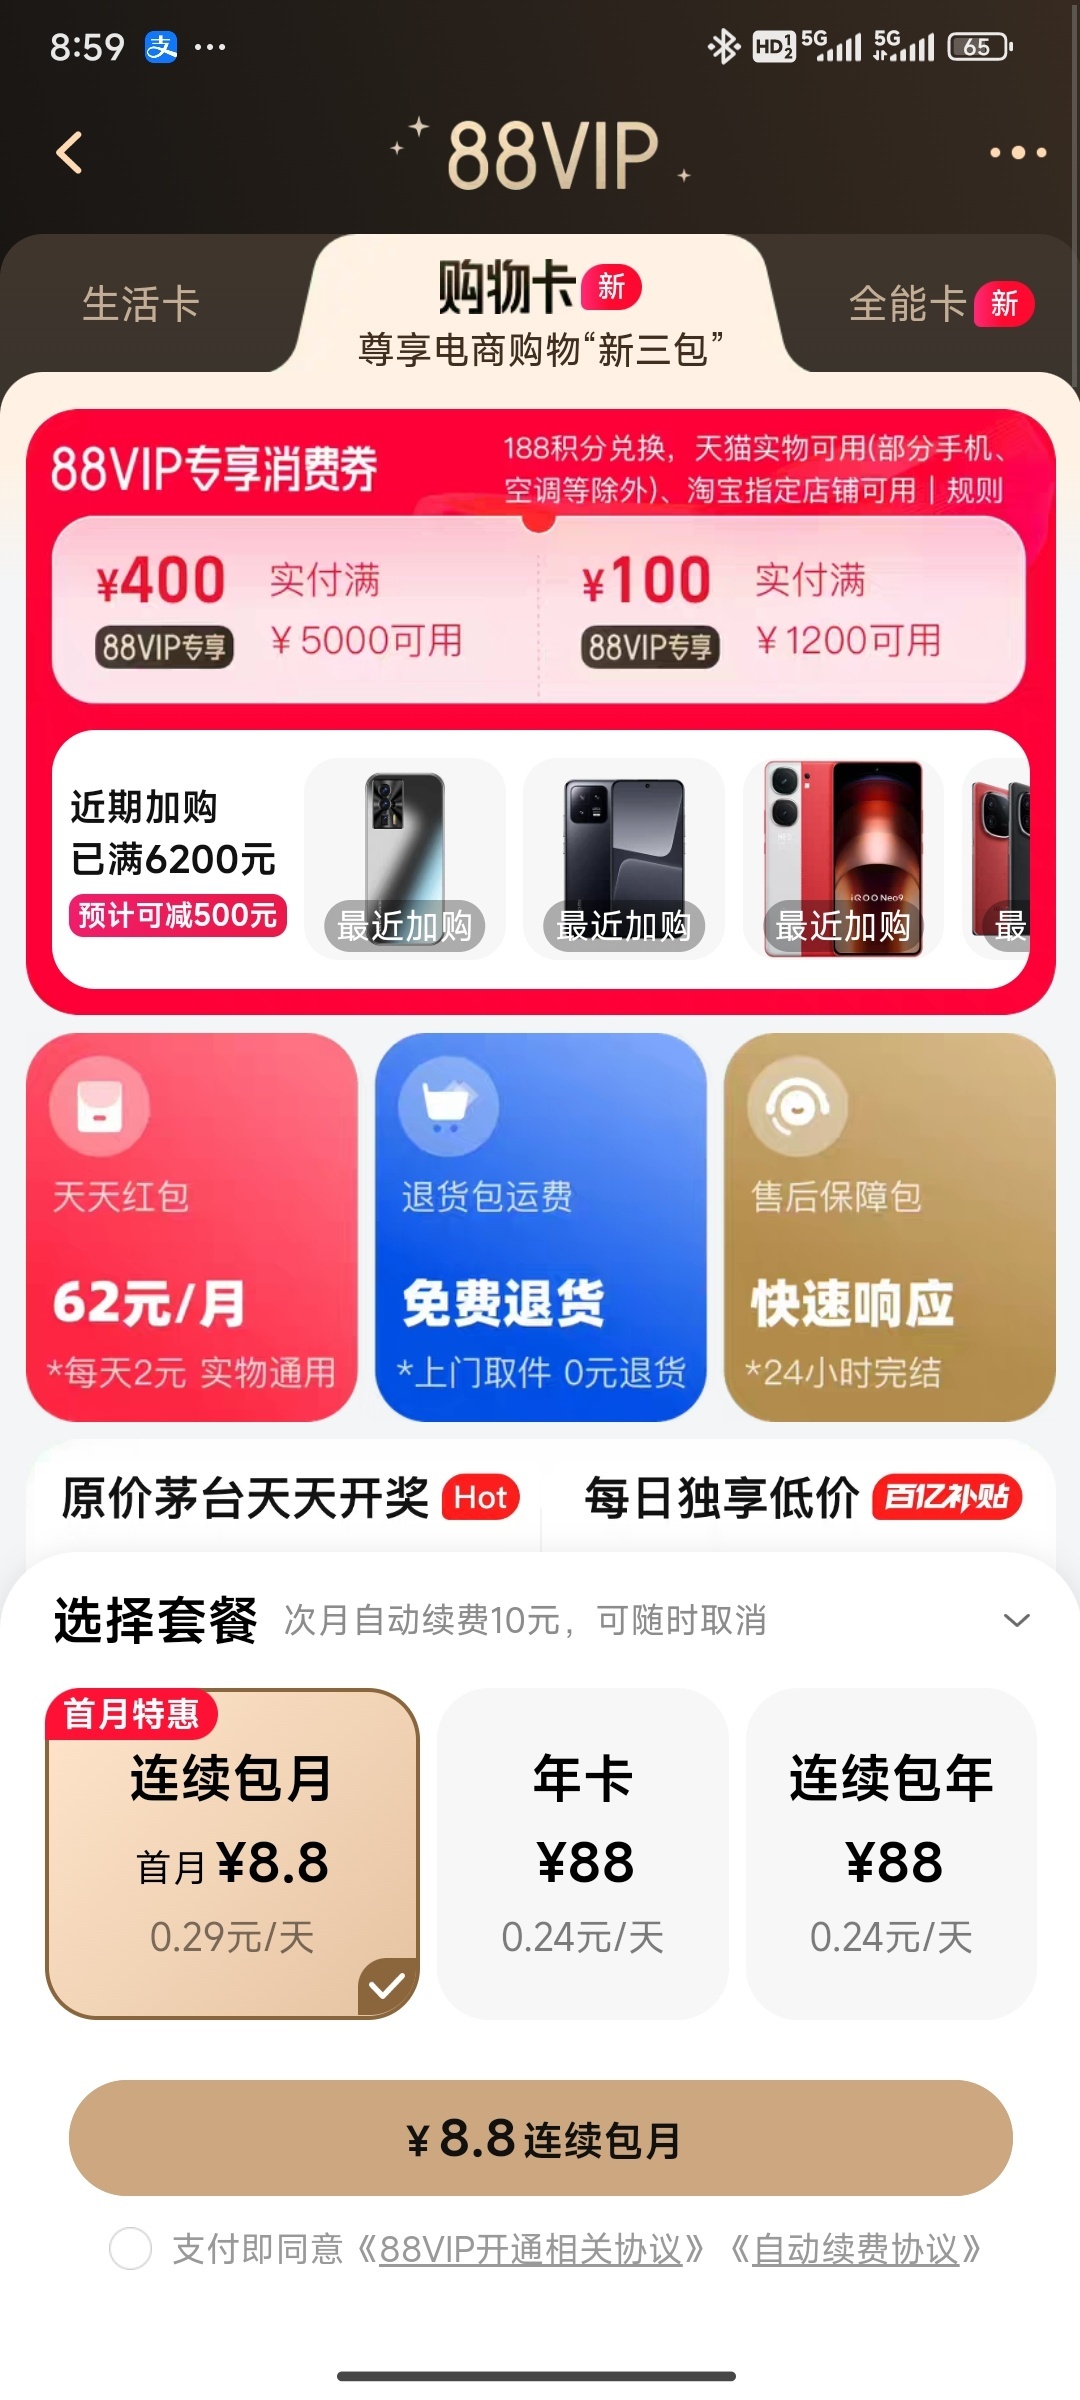 8:59 支 ···
HD 1 2 5G 5G 65
88VIP
生活卡
购物卡 新
尊享电商购物“新三包”
全能卡 新
88VIP专享消费券
188积分兑换，天猫实物可用(部分手机、
空调等除外)、淘宝指定店铺可用｜规则
¥400 实付满
88VIP专享 ¥5000可用
¥100 实付满
88VIP专享 ¥1200可用
近期加购
已满6200元
预计可减500元
最近加购
最近加购
iQOO Neo9
最近加购
最
天天红包
62元/月
*每天2元 实物通用
退货包运费
免费退货
*上门取件 0元退货
售后保障包
快速响应
*24小时完结
原价茅台天天开奖 Hot
每日独享低价 百亿补贴
选择套餐 次月自动续费10元，可随时取消
首月特惠
连续包月
首月 ¥8.8
0.29元/天
年卡
¥88
0.24元/天
连续包年
¥88
0.24元/天
¥8.8连续包月
支付即同意《88VIP开通相关协议》《自动续费协议》